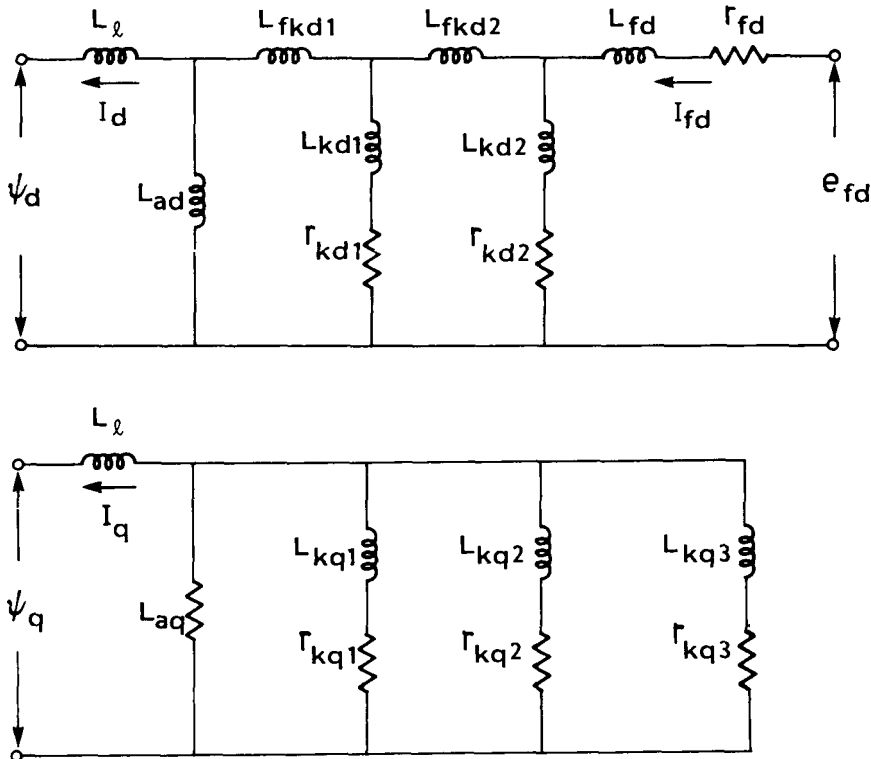 Lℓ Lfkd1 Lfkd2 Lfd rfd
Id Ifd
Lkd1 Lkd2
ψd Lad efd
rkd1 rkd2
Lℓ
Iq
Lkq1 Lkq2 Lkq3
ψq Laq
rkq1 rkq2 rkq3